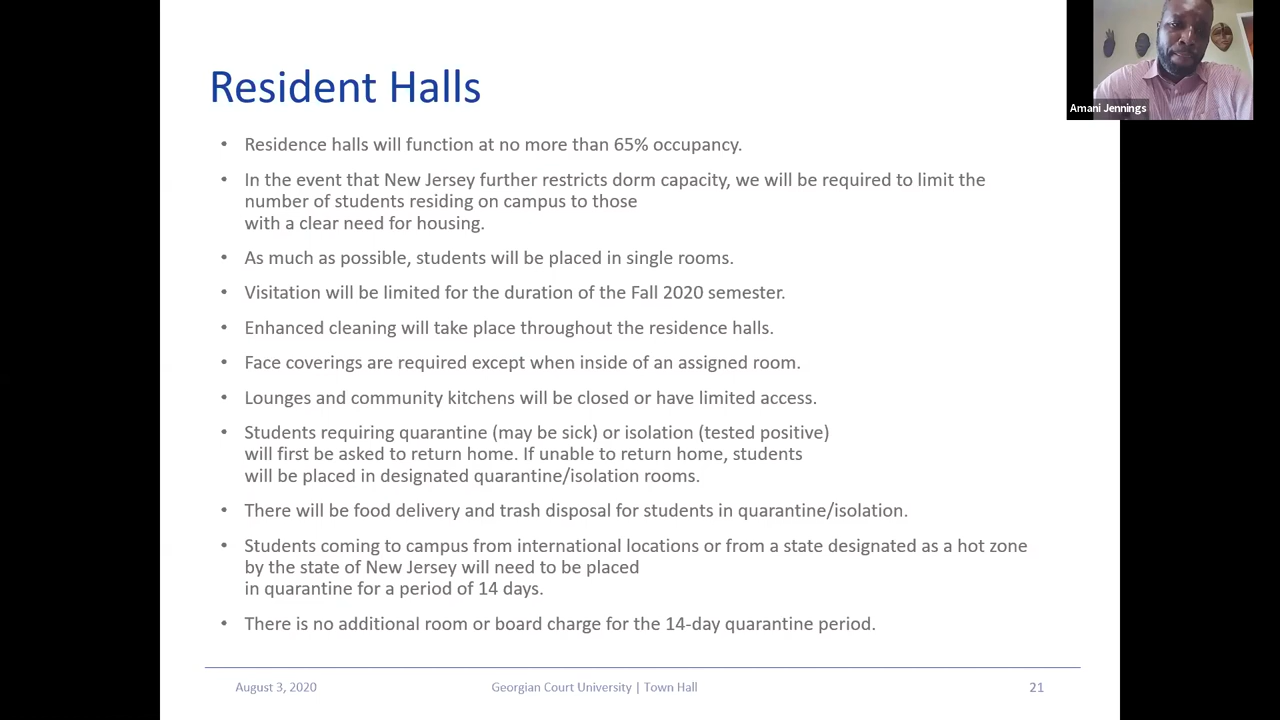 Resident Halls
Amani Jennings
• Residence halls will function at no more than 65% occupancy.
• In the event that New Jersey further restricts dorm capacity, we will be required to limit the
number of students residing on campus to those
with a clear need for housing.
• As much as possible, students will be placed in single rooms.
• Visitation will be limited for the duration of the Fall 2020 semester.
• Enhanced cleaning will take place throughout the residence halls.
• Face coverings are required except when inside of an assigned room.
• Lounges and community kitchens will be closed or have limited access.
• Students requiring quarantine (may be sick) or isolation (tested positive)
will first be asked to return home. If unable to return home, students
will be placed in designated quarantine/isolation rooms.
• There will be food delivery and trash disposal for students in quarantine/isolation.
• Students coming to campus from international locations or from a state designated as a hot zone
by the state of New Jersey will need to be placed
in quarantine for a period of 14 days.
• There is no additional room or board charge for the 14-day quarantine period.
August 3, 2020
Georgian Court University | Town Hall
21